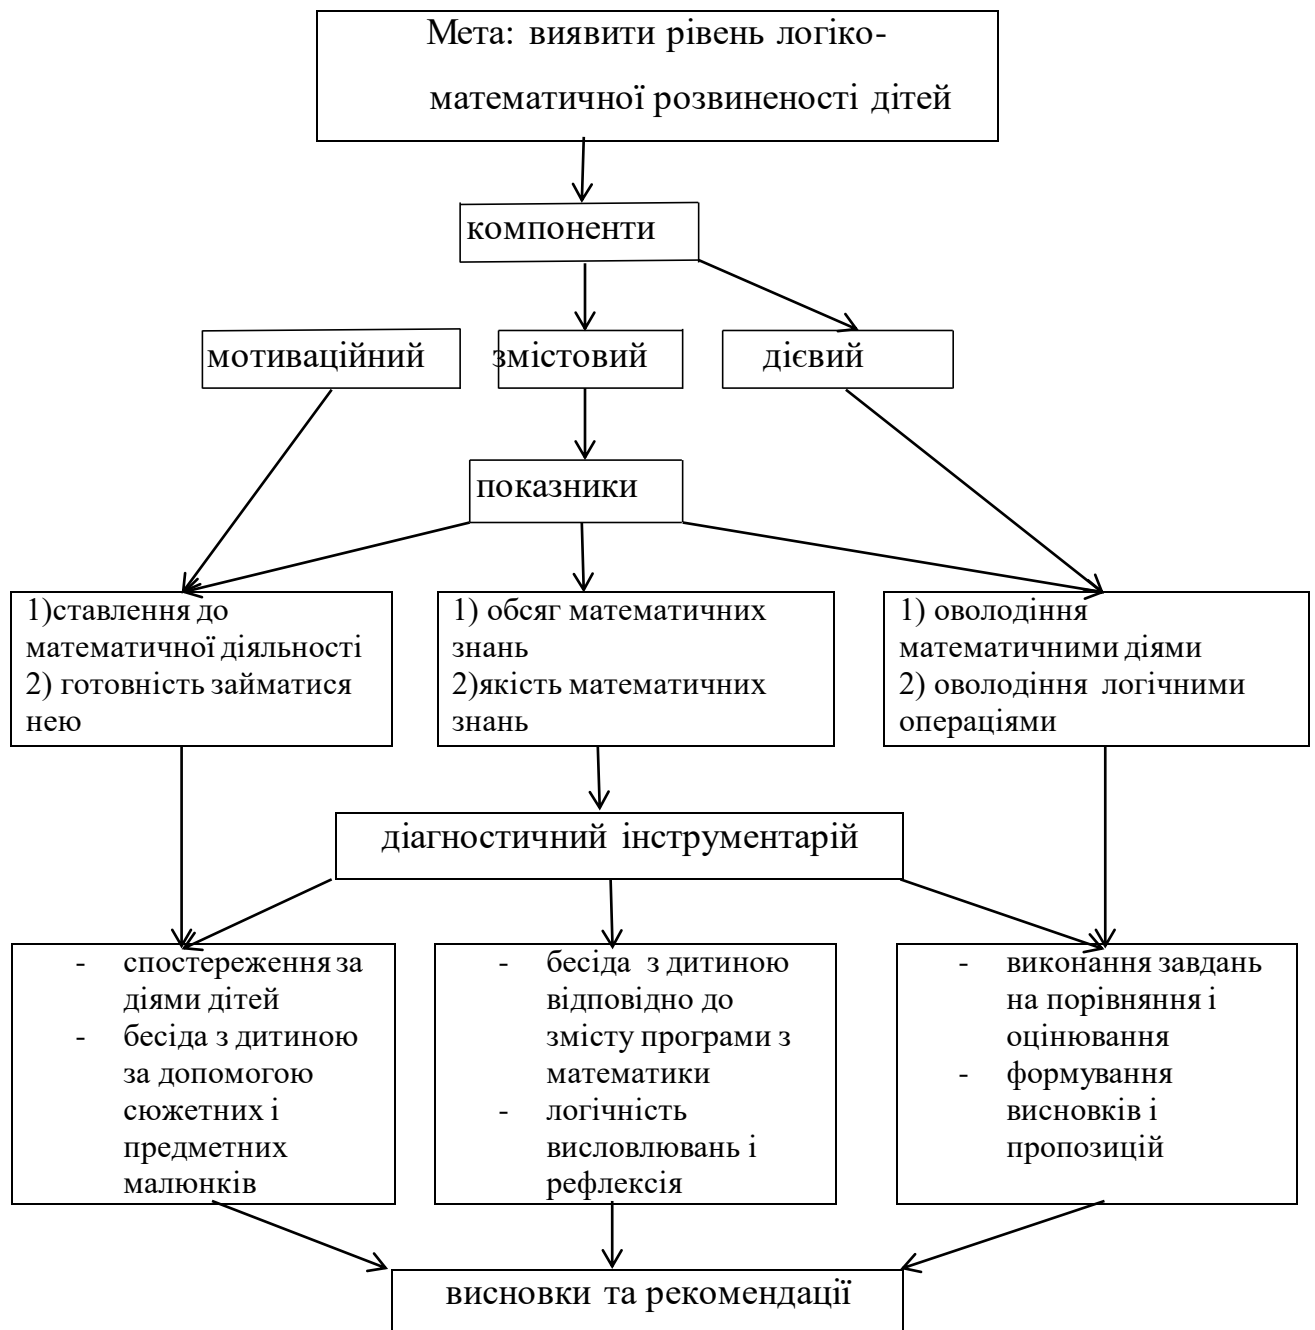 Мета: виявити рівень логіко-
математичної розвиненості дітей
компоненти
мотиваційний
змістовий
дієвий
показники
1)ставлення до
математичної діяльності
2) готовність займатися
нею
1) обсяг математичних
знань
2)якість математичних
знань
1) оволодіння
математичними діями
2) оволодіння логічними
операціями
діагностичний інструментарій
- спостереження за
діями дітей
- бесіда з дитиною
за допомогою
сюжетних і
предметних
малюнків
- бесіда з дитиною
відповідно до
змісту програми з
математики
- логічність
висловлювань і
рефлексія
- виконання завдань
на порівняння і
оцінювання
- формування
висновків і
пропозицій
висновки та рекомендації